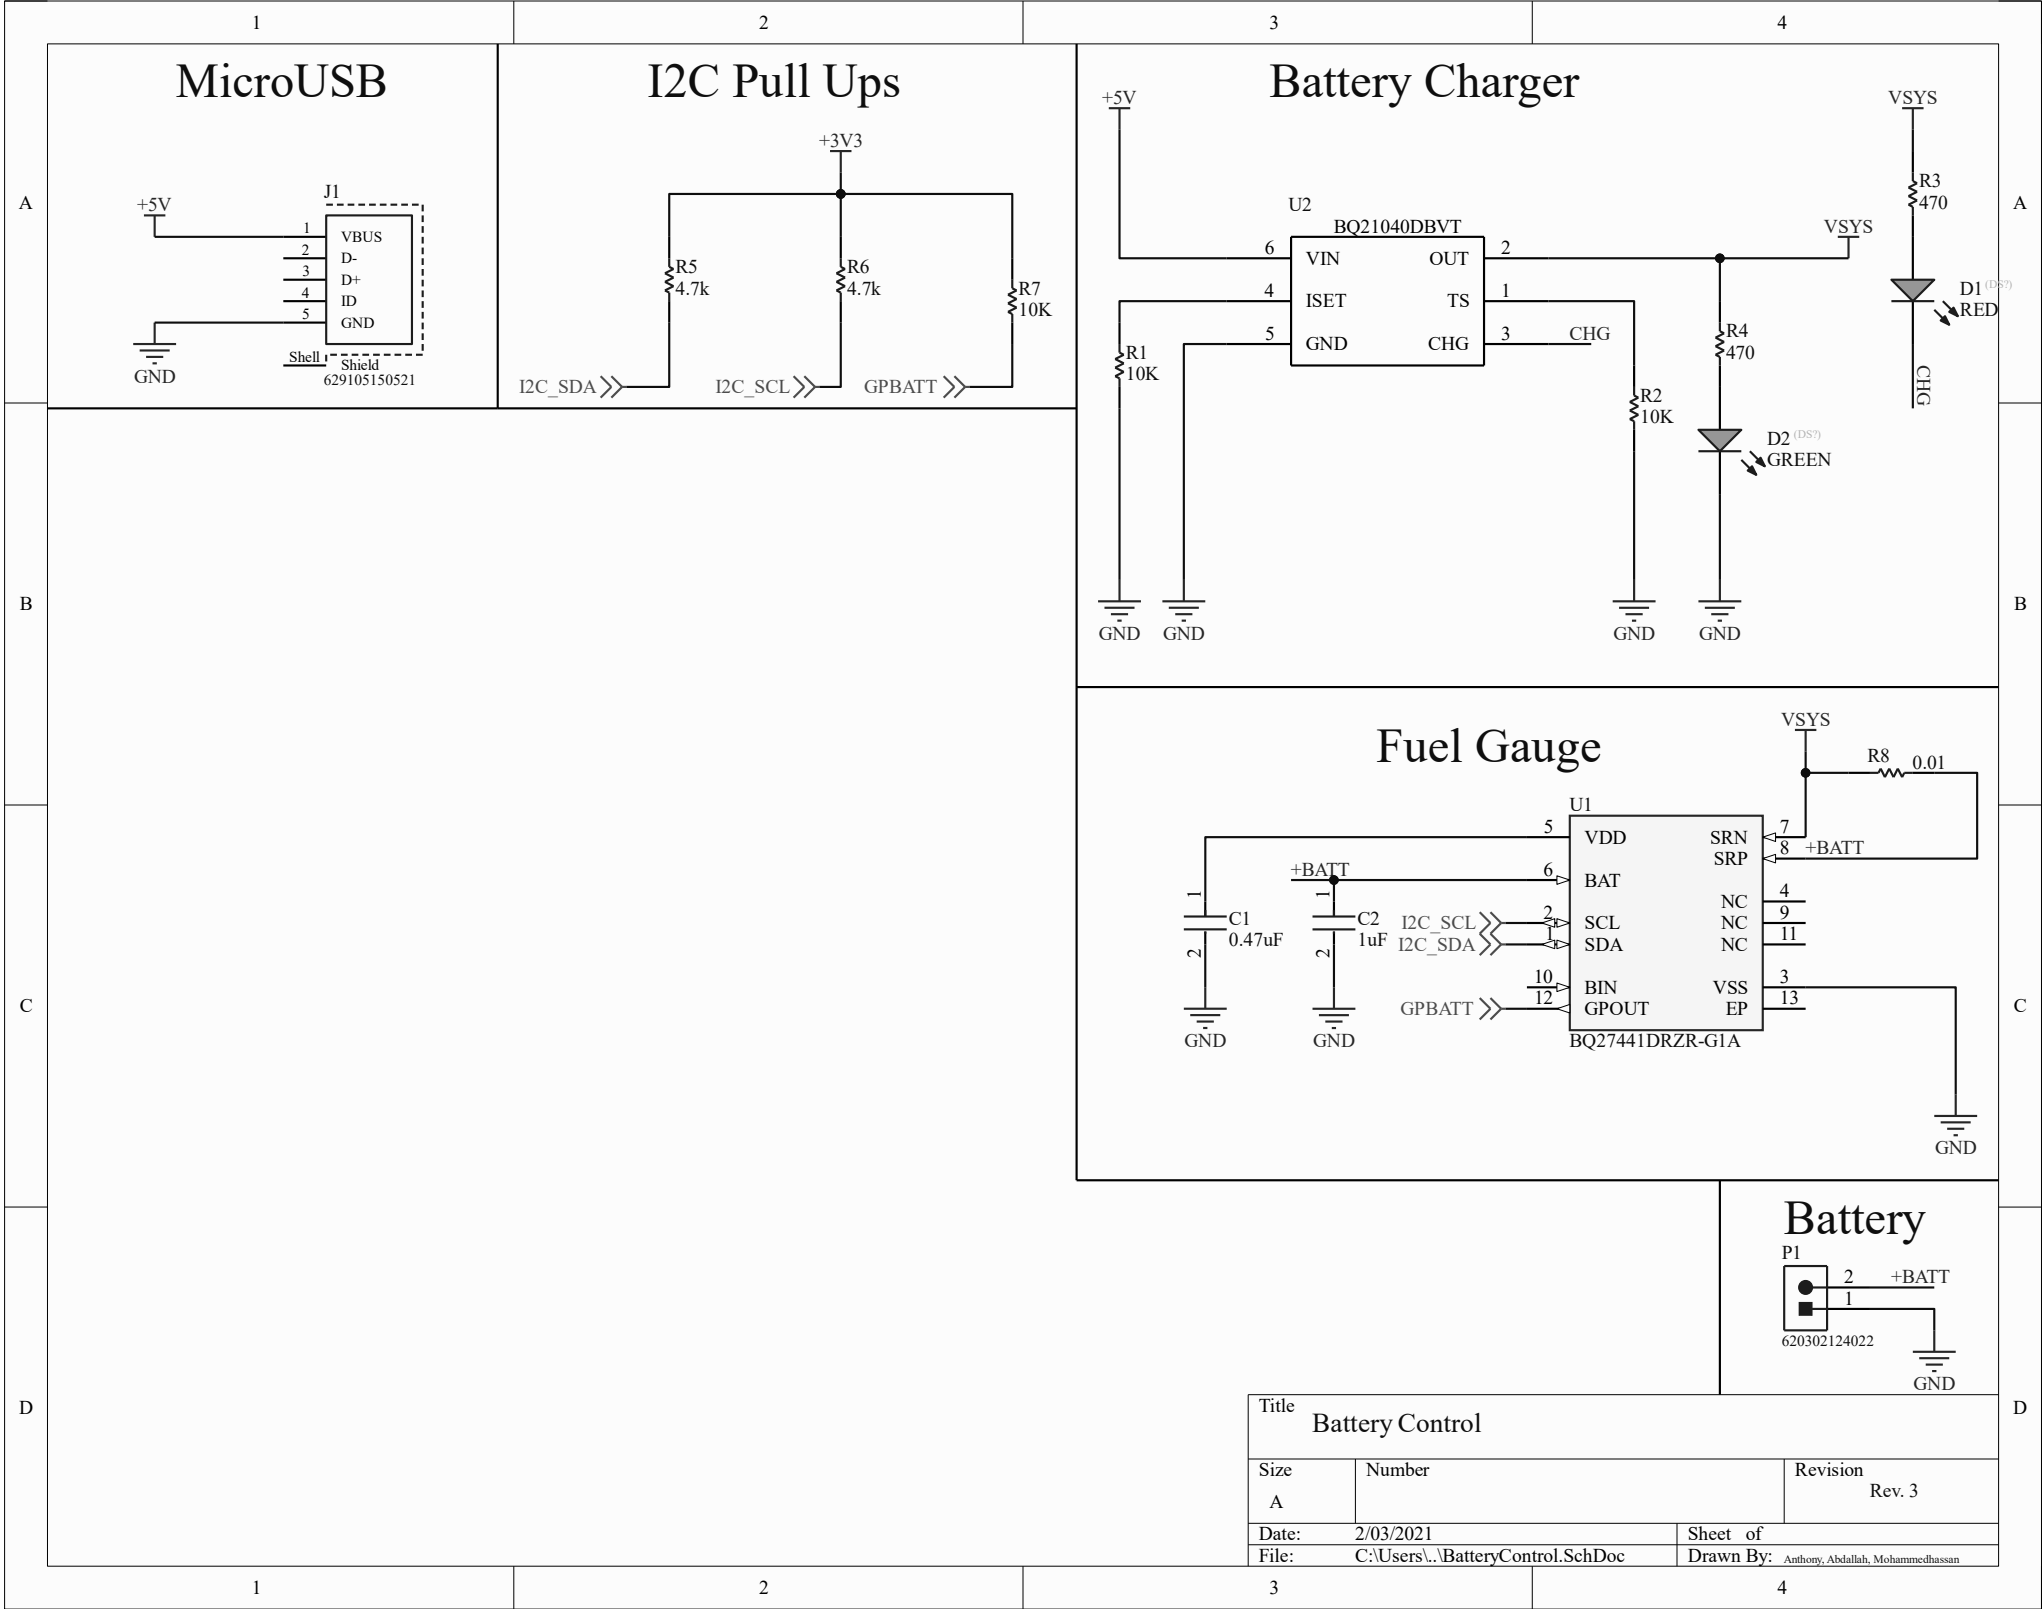 1 2 3 4
MicroUSB
+5V
J1
1 VBUS
2 D-
3 D+
4 ID
5 GND
Shell Shield
629105150521
GND
I2C Pull Ups
+3V3
R5
4.7k
R6
4.7k
R7
10K
I2C_SDA
I2C_SCL
GPBATT
Battery Charger
+5V
VSYS
R3
470
U2
BQ21040DBVT
VSYS
6 VIN OUT 2
4 ISET TS 1
5 GND CHG 3 CHG
D1 (DS?)
RED
R1
10K
R4
470
CHG
R2
10K
D2 (DS?)
GREEN
GND
GND
GND
GND
Fuel Gauge
VSYS
R8 0.01
U1
5 VDD SRN 7
SRP 8 +BATT
+BATT 6 BAT
NC 4
I2C_SCL 2 SCL NC 9
I2C_SDA 1 SDA NC 11
1 C1 2
0.47uF
1 C2 2
1uF
10 BIN VSS 3
GPBATT 12 GPOUT EP 13
BQ27441DRZR-G1A
GND
GND
GND
Battery
P1
2 +BATT
1
620302124022
GND
Title
Battery Control
Size
A
Number
Revision
Rev. 3
Date: 2/03/2021
Sheet of
File: C:\Users\..\BatteryControl.SchDoc
Drawn By: Anthony, Abdallah, Mohammedhassan
A
B
C
D
A
B
C
D
1 2 3 4